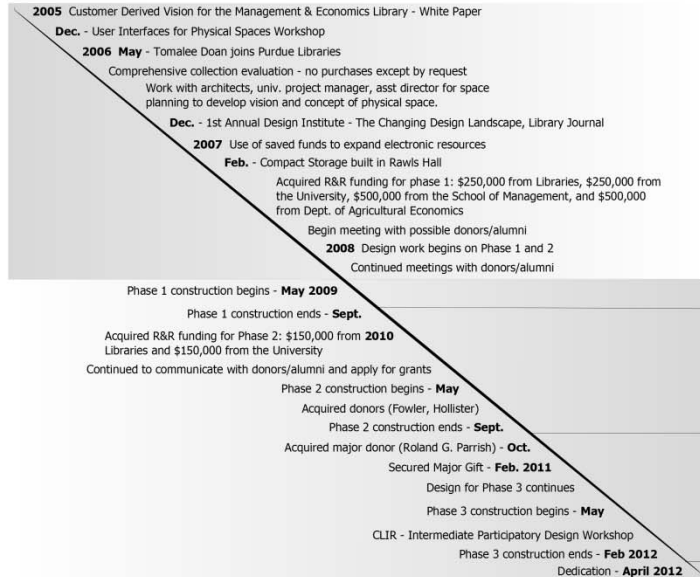 2005 Customer Derived Vision for the Management & Economics Library - White Paper
Dec. - User Interfaces for Physical Spaces Workshop
2006 May - Tomalee Doan joins Purdue Libraries
Comprehensive collection evaluation - no purchases except by request
Work with architects, univ. project manager, asst director for space
planning to develop vision and concept of physical space.
Dec. - 1st Annual Design Institute - The Changing Design Landscape, Library Journal
2007 Use of saved funds to expand electronic resources
Feb. - Compact Storage built in Rawls Hall
Acquired R&R funding for phase 1: $250,000 from Libraries, $250,000 from
the University, $500,000 from the School of Management, and $500,000
from Dept. of Agricultural Economics
Begin meeting with possible donors/alumni
2008 Design work begins on Phase 1 and 2
Continued meetings with donors/alumni
Phase 1 construction begins - May 2009
Phase 1 construction ends - Sept.
Acquired R&R funding for Phase 2: $150,000 from 2010
Libraries and $150,000 from the University
Continued to communicate with donors/alumni and apply for grants
Phase 2 construction begins - May
Acquired donors (Fowler, Hollister)
Phase 2 construction ends - Sept.
Acquired major donor (Roland G. Parrish) - Oct.
Secured Major Gift - Feb. 2011
Design for Phase 3 continues
Phase 3 construction begins - May
CLIR - Intermediate Participatory Design Workshop
Phase 3 construction ends - Feb 2012
Dedication - April 2012